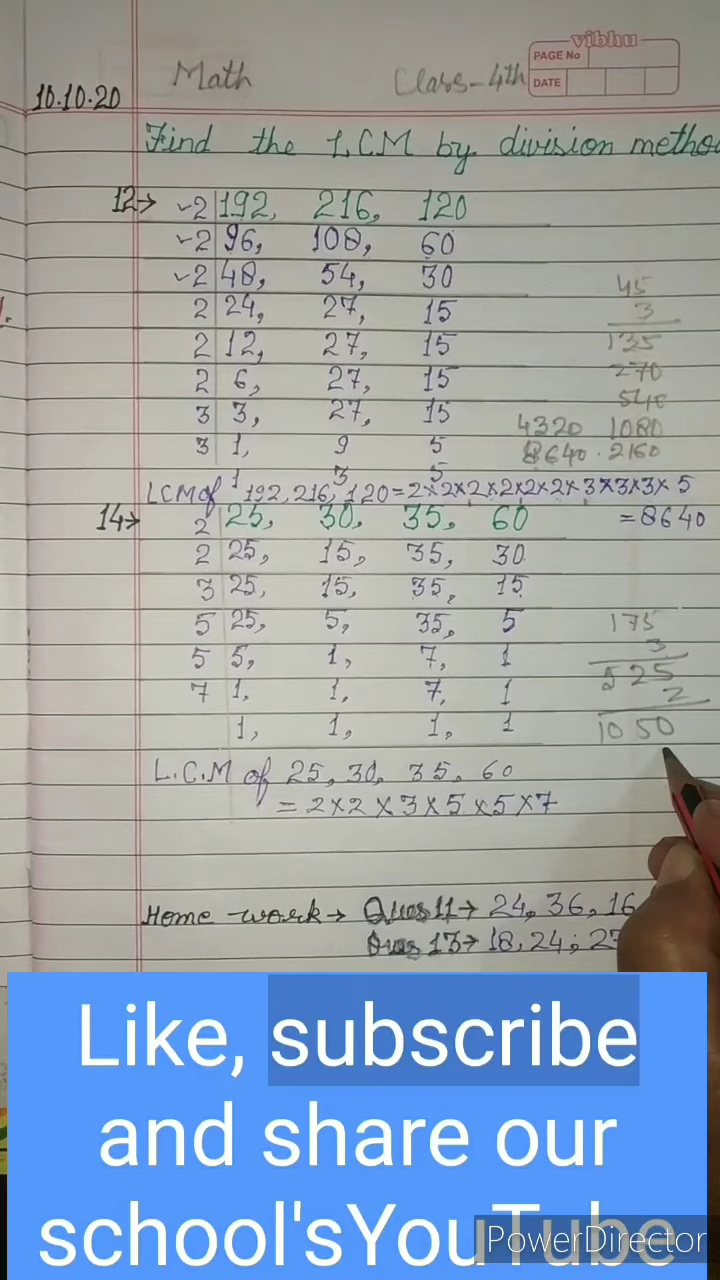 vibhu
PAGE No
DATE
Math Class-4th
10.10.20
Find the L.C.M by division metho
12→ 2 192, 216, 120
2 96, 108, 60
2 48, 54, 30
2 24, 27, 15
2 12, 27, 15
2 6, 27, 15
3 3, 27, 15
3 1, 9 5
1 3 5
45
3
135
270
540
4320 1080
8640 . 2160
LCM of 192, 216, 120 = 2×2×2×2×2×2×3×3×3×5
= 8640
14→ 2 25, 30, 35, 60
2 25, 15, 35, 30
3 25, 15, 35, 15
5 25, 5, 35, 5
5 5, 1, 7, 1
7 1, 1, 7, 1
1, 1, 1, 1
175
3
525
2
1050
L.C.M of 25, 30, 35, 60
= 2×2×3×5×5×7
Home work→ Ques 11→ 24, 36, 16
Ques 13→ 18, 24,
Like, subscribe
and share our
school'sYouTube
PowerDirector